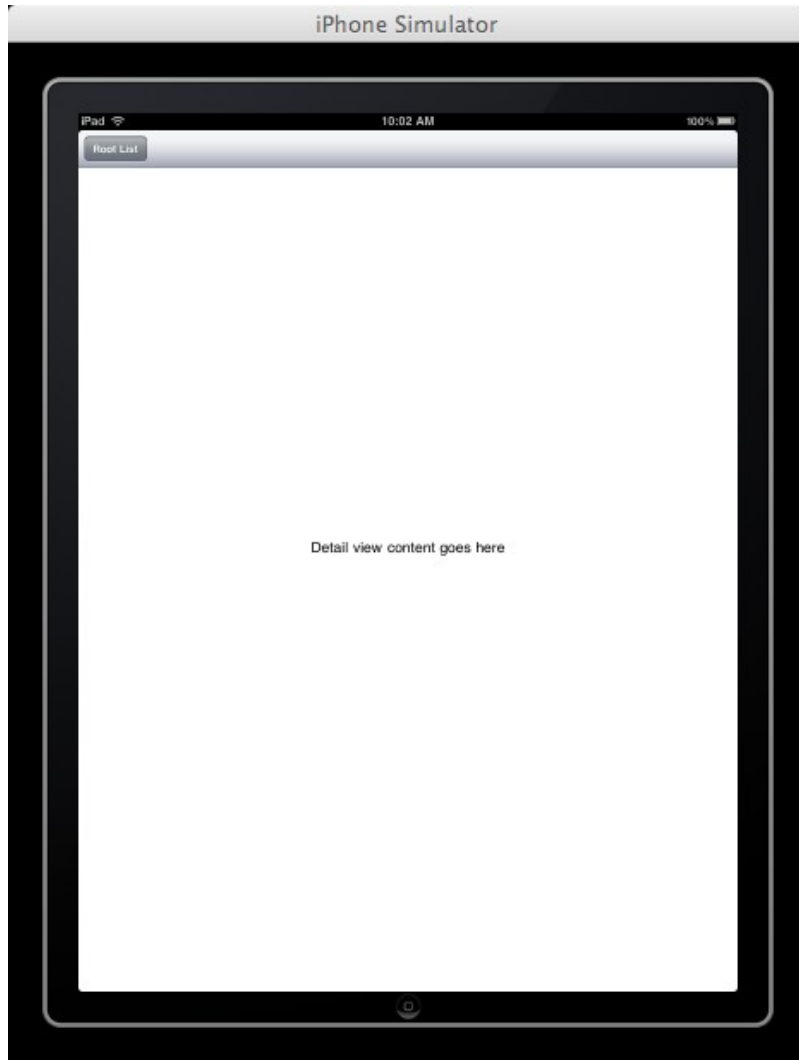 iPhone Simulator
iPad 10:02 AM 100%
Root List
Detail view content goes here